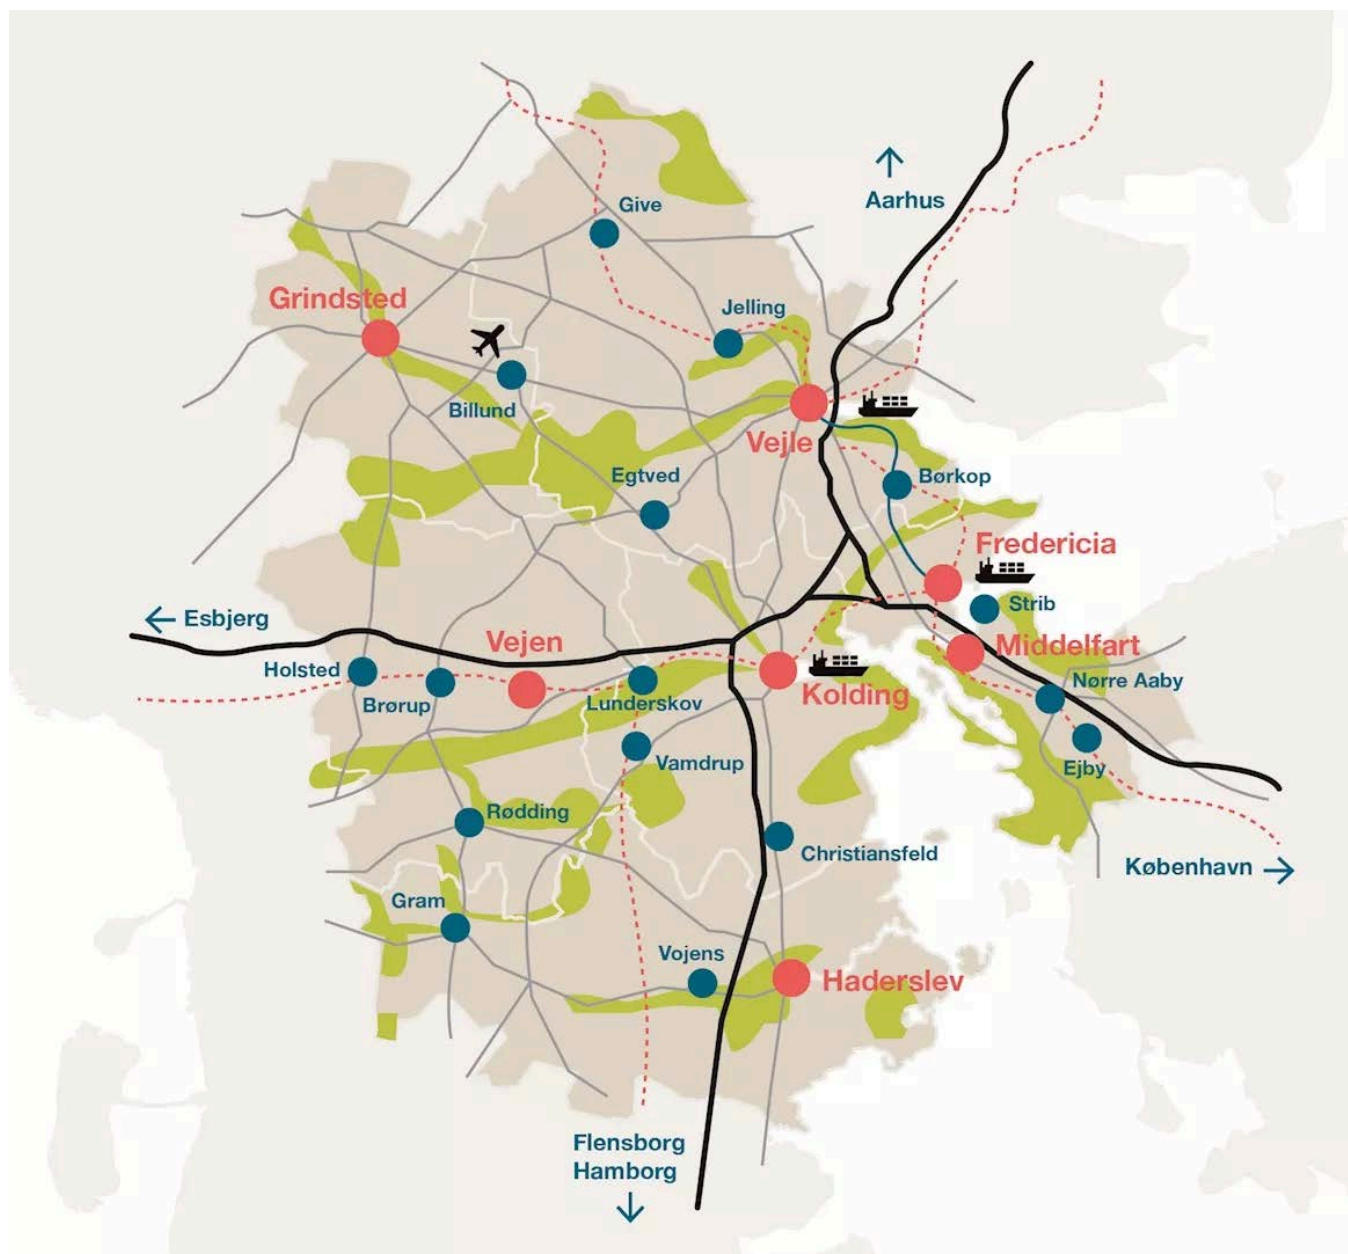 Aarhus
Give
Grindsted
Jelling
Billund
Vejle
Egtved
Børkop
Fredericia
Strib
Esbjerg
Vejen
Middelfart
Holsted
Nørre Aaby
Brørup
Lunderskov
Kolding
Vamdrup
Ejby
Rødding
Christiansfeld
København
Gram
Vojens
Haderslev
Flensborg
Hamborg